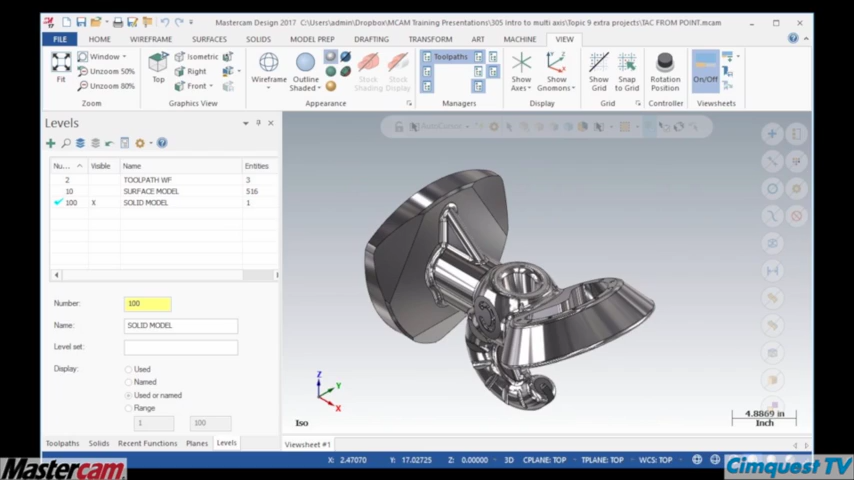 Mastercam Design 2017 C:\Users\admin\Dropbox\MCAM Training Presentations\305 Intro to multi axis\Topic 9 extra projects\TAC FROM POINT.mcam
FILE HOME WIREFRAME SURFACES SOLIDS MODEL PREP DRAFTING TRANSFORM ART MACHINE VIEW
Fit
Window
Unzoom 50%
Unzoom 80%
Zoom
Top
Isometric
Right
Front
Graphics View
Wireframe
Outline
Shaded
Stock
Shading
Stock
Display
Appearance
Toolpaths
Managers
Show
Axes
Show
Gnomons
Display
Show
Grid
Snap
to Grid
Grid
Rotation
Position
Controller
On/Off
Viewsheets
Levels
Nu... Visible Name Entities
2 TOOLPATH WF 3
10 SURFACE MODEL 516
100 X SOLID MODEL 1
Number: 100
Name: SOLID MODEL
Level set:
Display: Used
Named
Used or named
Range
1 100
Toolpaths Solids Recent Functions Planes Levels
AutoCursor
Z
Y
X
Iso
4.8869 in
Inch
Viewsheet #1
X: 2.47070 Y: 17.02725 Z: 0.00000 3D CPLANE: TOP TPLANE: TOP WCS: TOP
Mastercam.
Cimquest TV